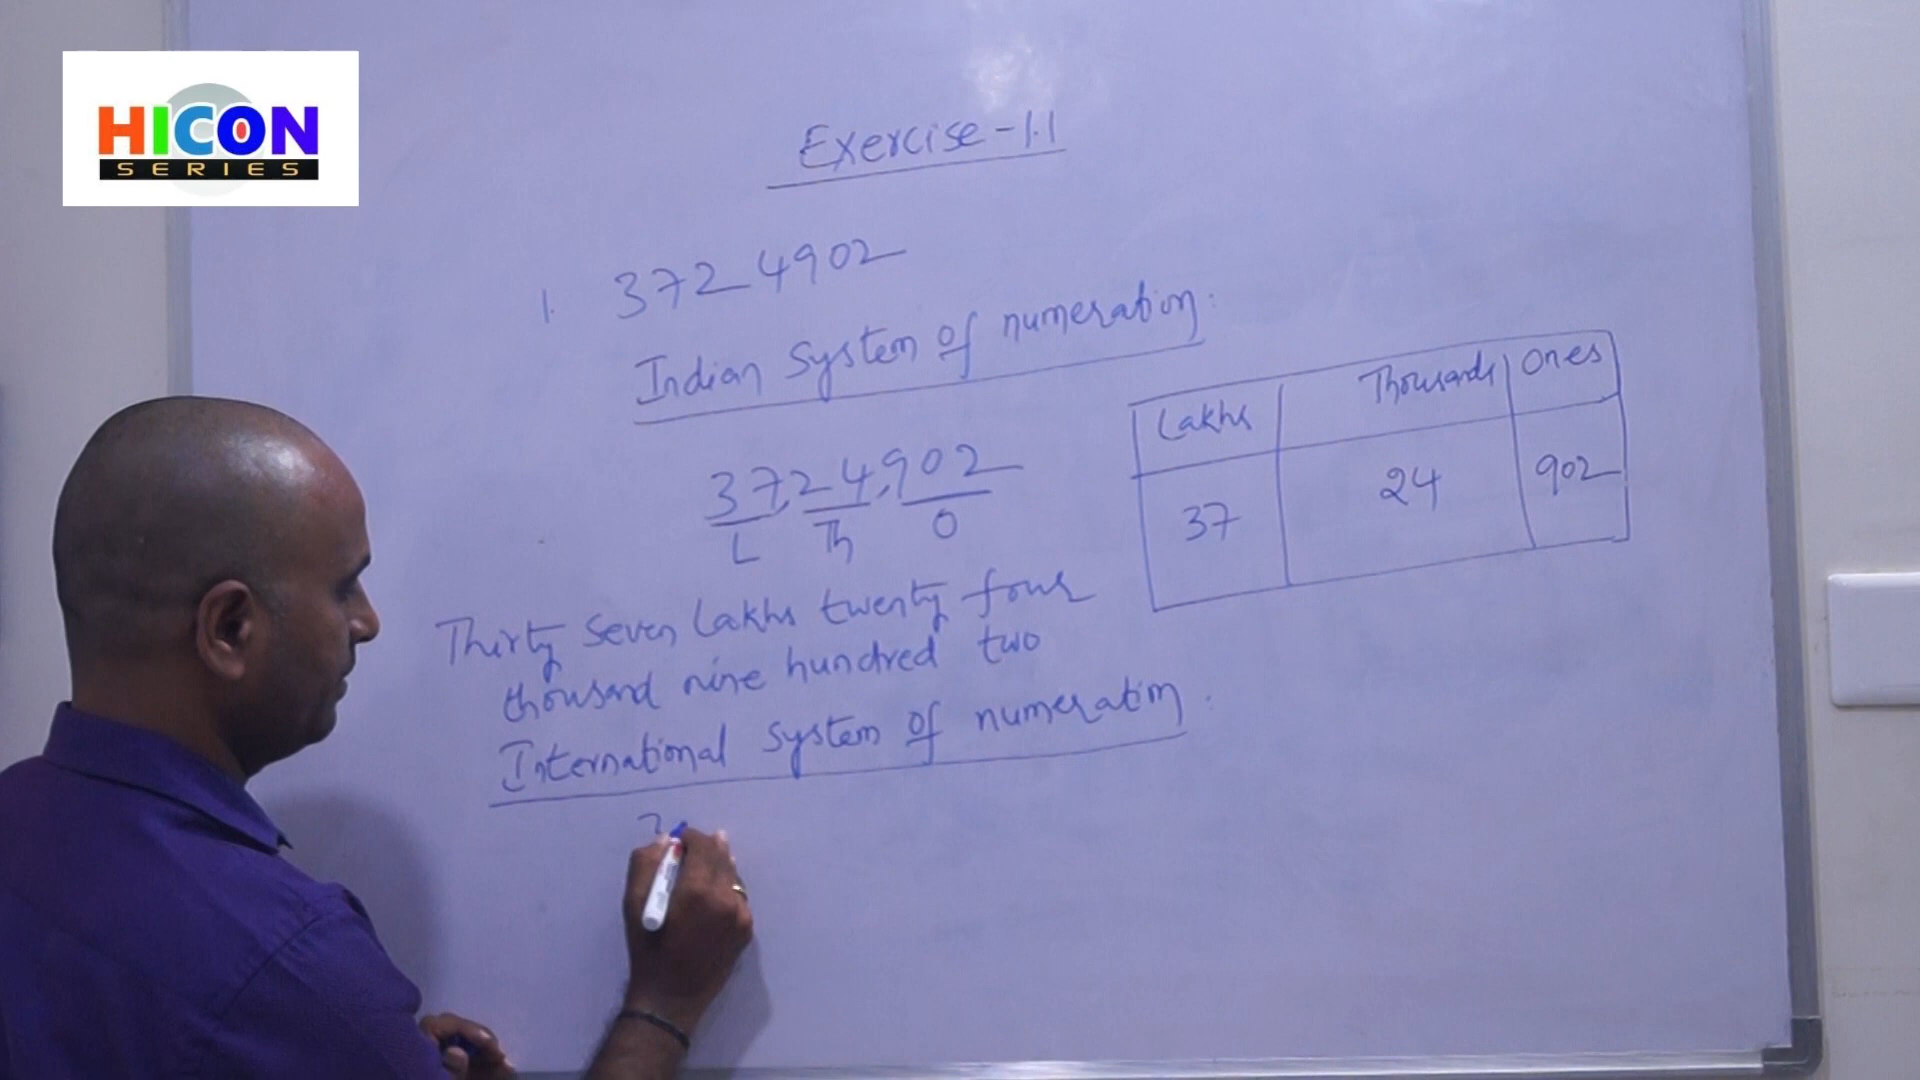 HICON
SERIES
Exercise-1.1
1. 3724902
Indian System of numeration:
37,24,902
L Th O
Lakhs Thousands Ones
37 24 902
Thirty Seven Lakhs twenty four
thousand nine hundred two
International System of numeration.